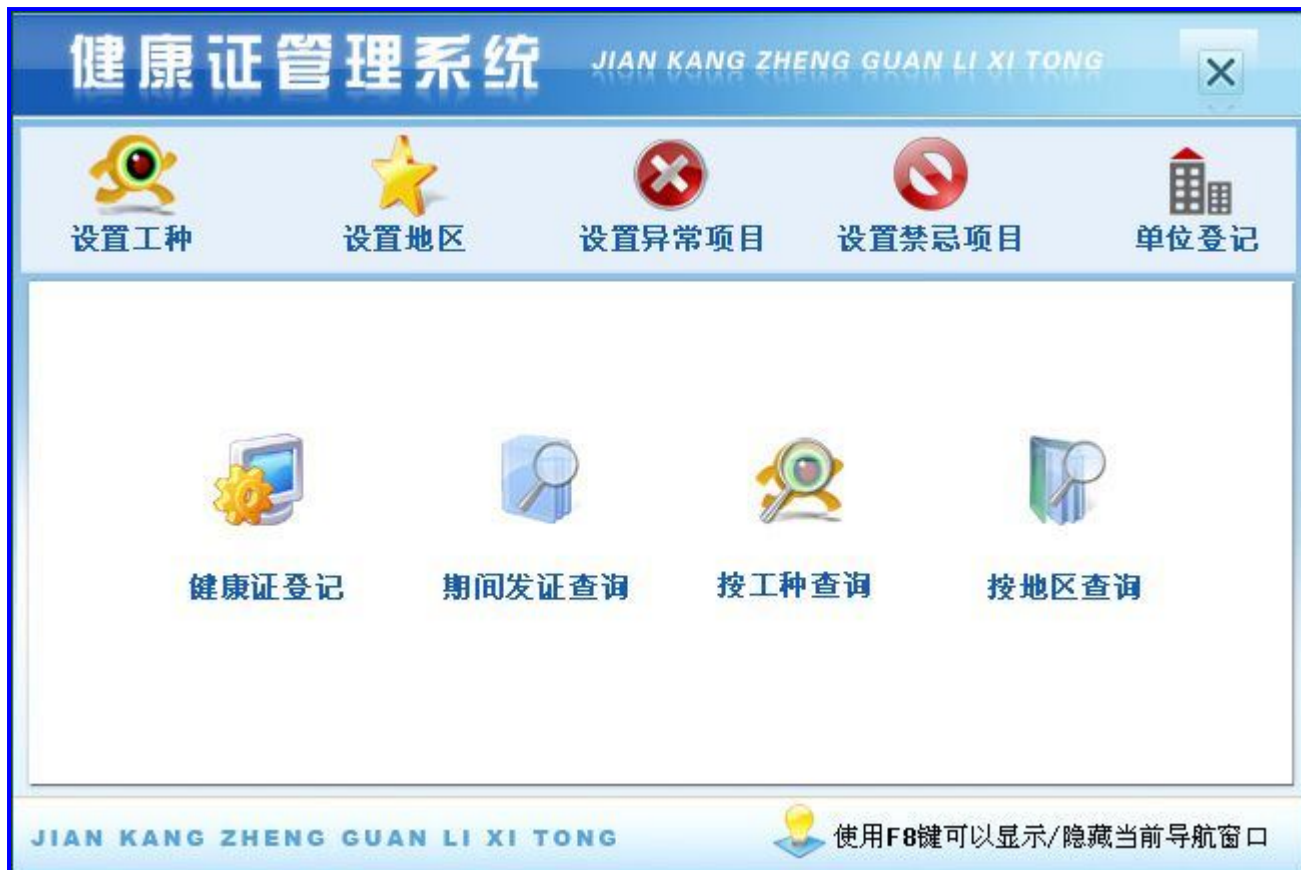 健康证管理系统 JIAN KANG ZHENG GUAN LI XI TONG
设置工种 设置地区 设置异常项目 设置禁忌项目 单位登记
健康证登记 期间发证查询 按工种查询 按地区查询
JIAN KANG ZHENG GUAN LI XI TONG 使用F8键可以显示/隐藏当前导航窗口